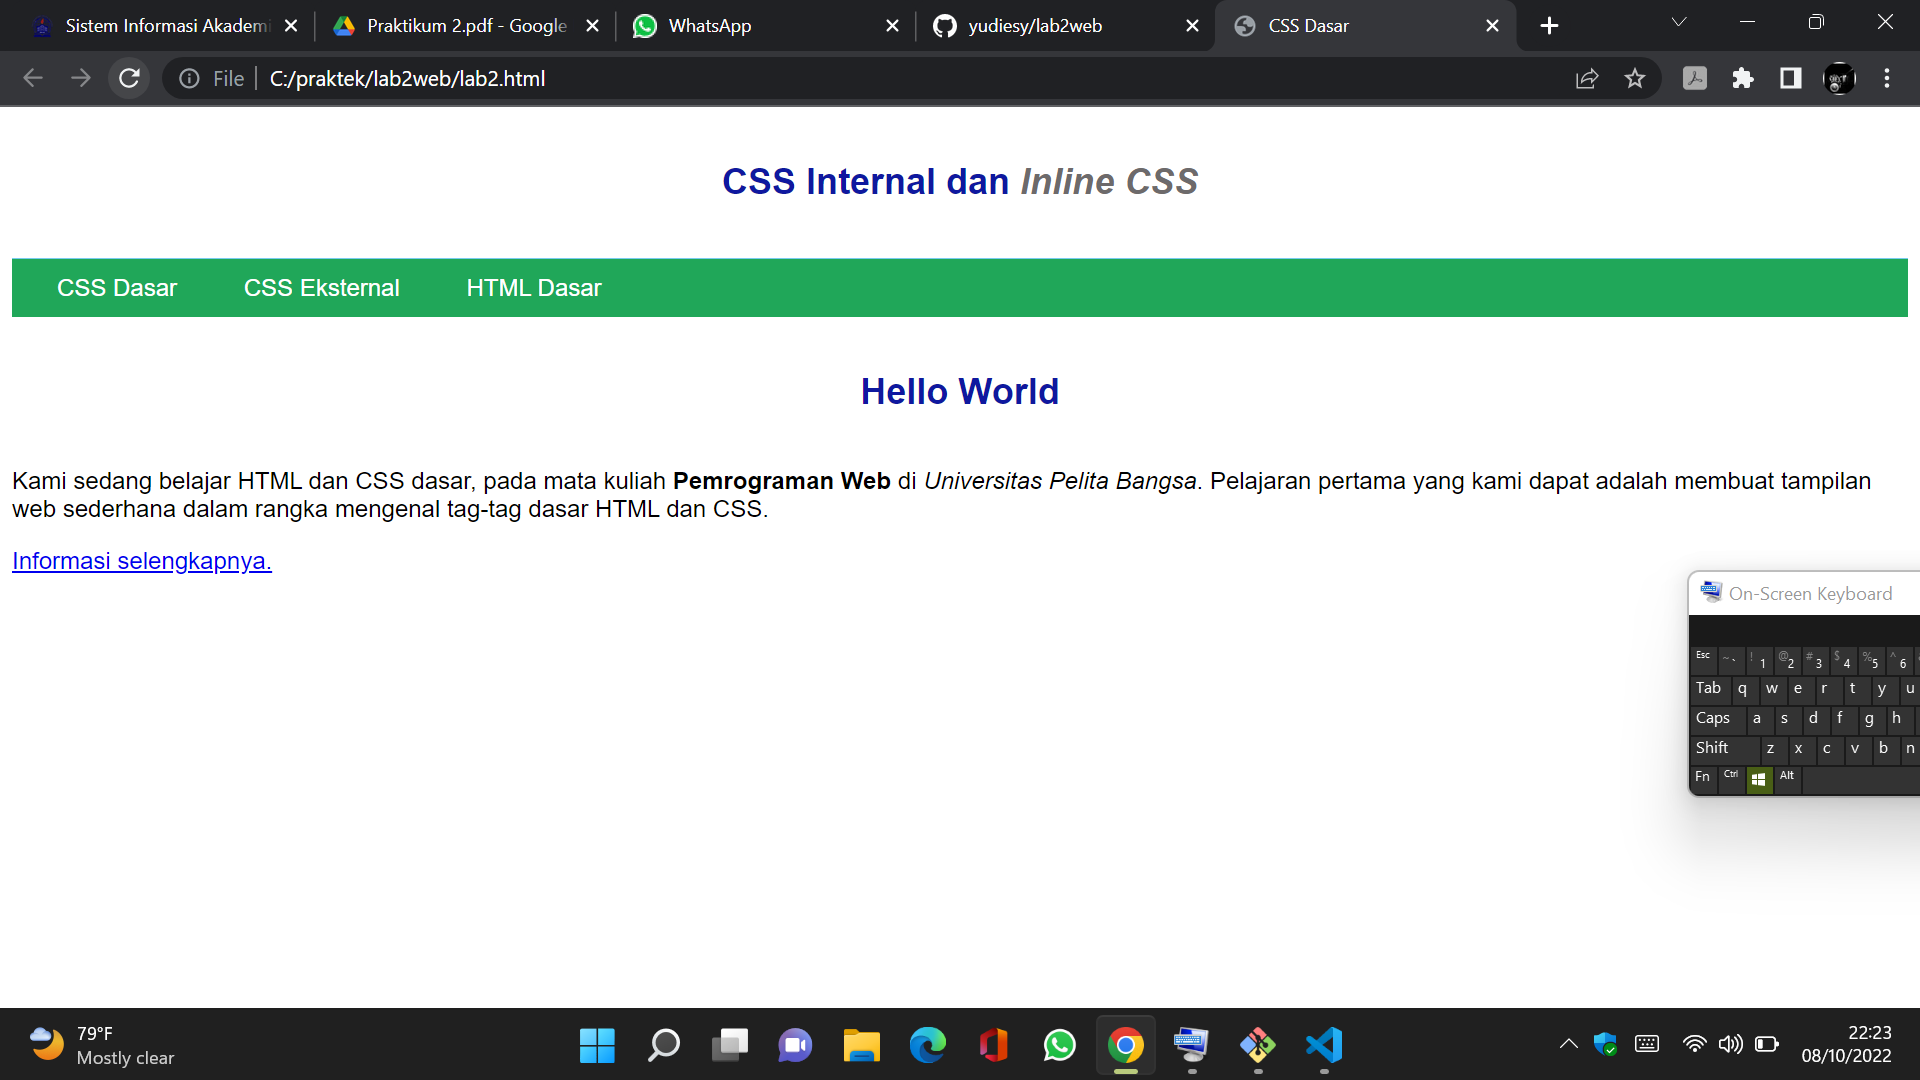 Sistem Informasi Akademi
Praktikum 2.pdf - Google
WhatsApp
yudiesy/lab2web
CSS Dasar
File
C:/praktek/lab2web/lab2.html
CSS Internal dan Inline CSS
CSS Dasar
CSS Eksternal
HTML Dasar
Hello World
Kami sedang belajar HTML dan CSS dasar, pada mata kuliah Pemrograman Web di Universitas Pelita Bangsa. Pelajaran pertama yang kami dapat adalah membuat tampilan
web sederhana dalam rangka mengenal tag-tag dasar HTML dan CSS.
Informasi selengkapnya.
On-Screen Keyboard
Esc ~ ` ! 1 @ 2 # 3 $ 4 % 5 ^ 6
Tab q w e r t y u
Caps a s d f g h
Shift z x c v b n
Fn Ctrl Alt
79°F
Mostly clear
22:23
08/10/2022